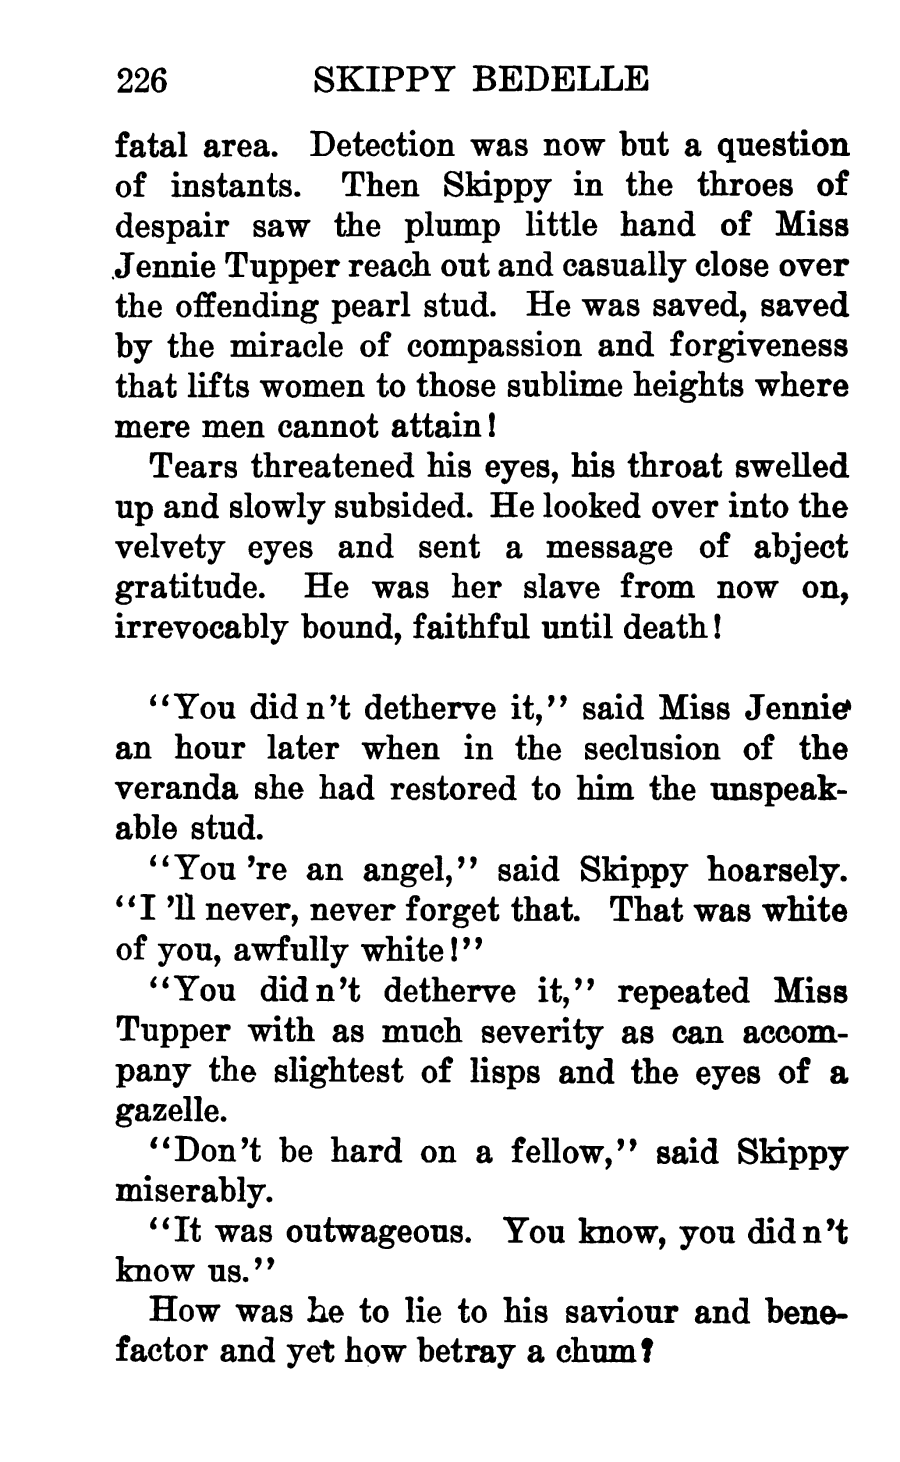 226 SKIPPY BEDELLE
fatal area. Detection was now but a question
of instants. Then Skippy in the throes of
despair saw the plump little hand of Miss
Jennie Tupper reach out and casually close over
the offending pearl stud. He was saved, saved
by the miracle of compassion and forgiveness
that lifts women to those sublime heights where
mere men cannot attain!
Tears threatened his eyes, his throat swelled
up and slowly subsided. He looked over into the
velvety eyes and sent a message of abject
gratitude. He was her slave from now on,
irrevocably bound, faithful until death!
“You did n’t detherve it,” said Miss Jennie
an hour later when in the seclusion of the
veranda she had restored to him the unspeak-
able stud.
“You ’re an angel,” said Skippy hoarsely.
“I ’ll never, never forget that. That was white
of you, awfully white!”
“You did n’t detherve it,” repeated Miss
Tupper with as much severity as can accom-
pany the slightest of lisps and the eyes of a
gazelle.
“Don’t be hard on a fellow,” said Skippy
miserably.
“It was outwageous. You know, you did n’t
know us.”
How was he to lie to his saviour and bene-
factor and yet how betray a chum?